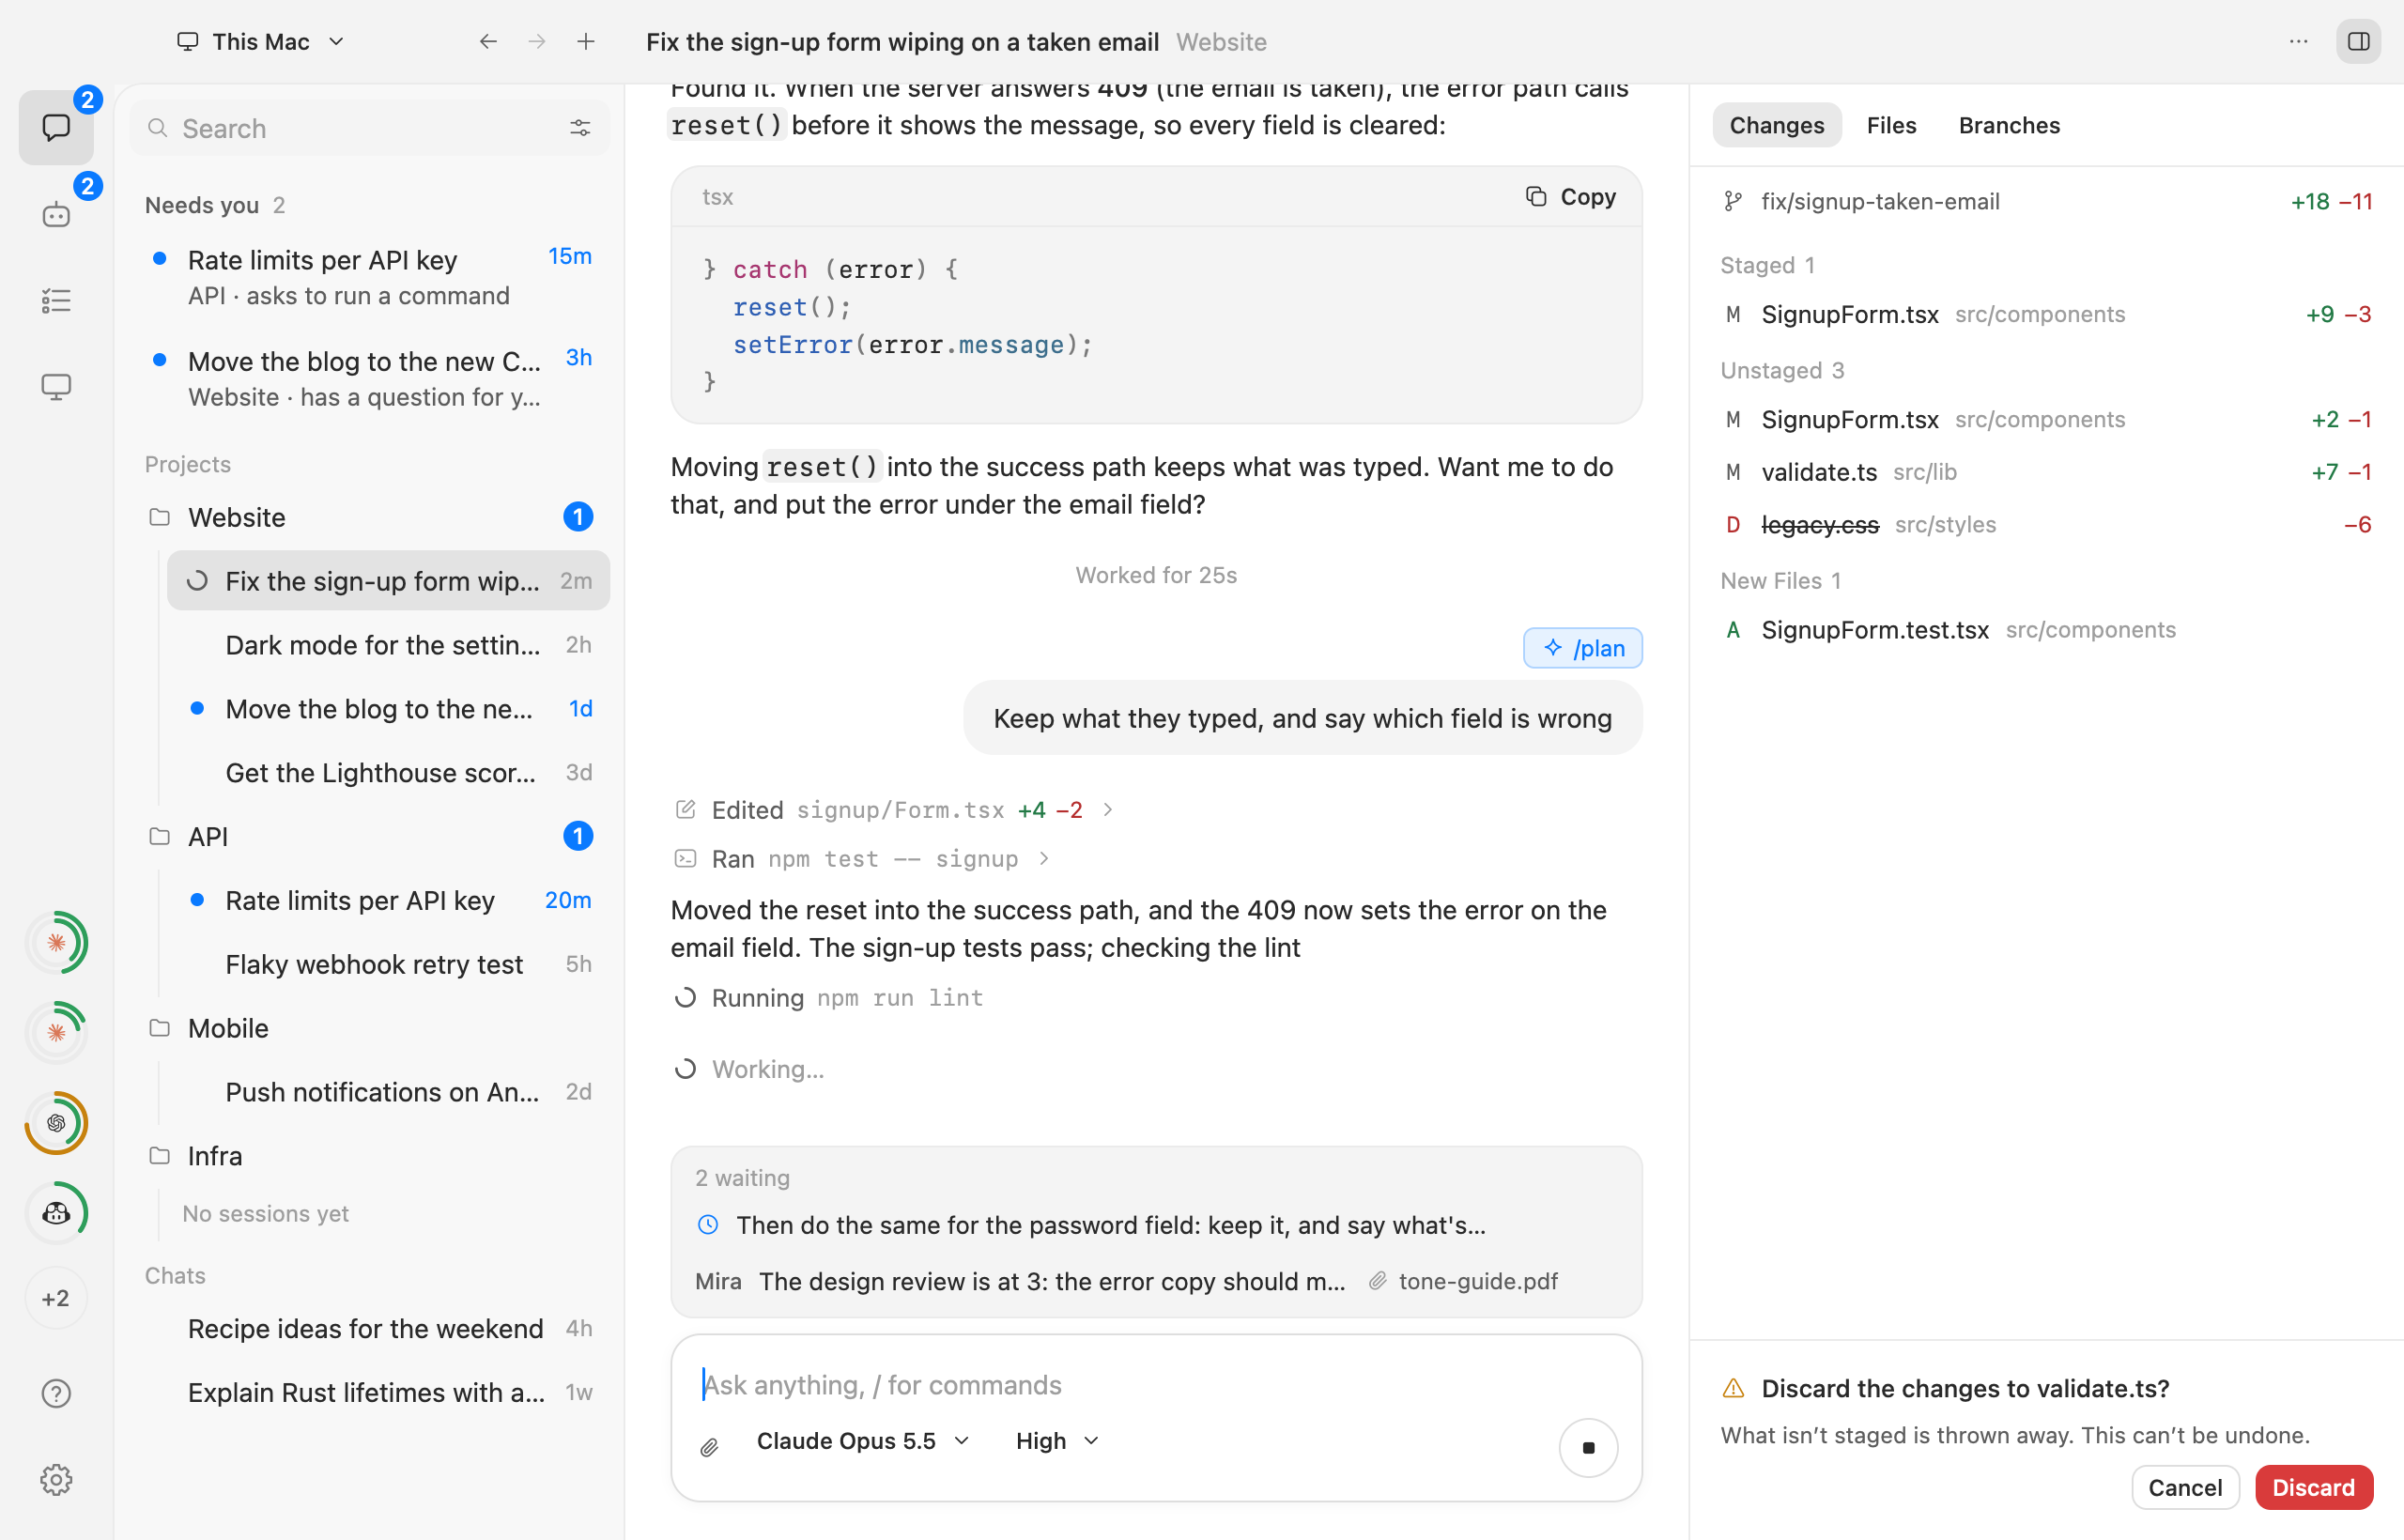 This Mac
Fix the sign-up form wiping on a taken email Website
2
2
+2
Search
Needs you 2
Rate limits per API key 15m
API · asks to run a command
Move the blog to the new C... 3h
Website · has a question for y...
Projects
Website 1
Fix the sign-up form wip... 2m
Dark mode for the settin... 2h
Move the blog to the ne... 1d
Get the Lighthouse scor... 3d
API 1
Rate limits per API key 20m
Flaky webhook retry test 5h
Mobile
Push notifications on An... 2d
Infra
No sessions yet
Chats
Recipe ideas for the weekend 4h
Explain Rust lifetimes with a... 1w
Found it. When the server answers 409 (the email is taken), the error path calls
reset() before it shows the message, so every field is cleared:
tsx Copy
} catch (error) {
reset();
setError(error.message);
}
Moving reset() into the success path keeps what was typed. Want me to do
that, and put the error under the email field?
Worked for 25s
/plan
Keep what they typed, and say which field is wrong
Edited signup/Form.tsx +4 −2
Ran npm test -- signup
Moved the reset into the success path, and the 409 now sets the error on the
email field. The sign-up tests pass; checking the lint
Running npm run lint
Working...
2 waiting
Then do the same for the password field: keep it, and say what's...
Mira The design review is at 3: the error copy should m... tone-guide.pdf
Ask anything, / for commands
Claude Opus 5.5 High
Changes Files Branches
fix/signup-taken-email +18 −11
Staged 1
M SignupForm.tsx src/components +9 −3
Unstaged 3
M SignupForm.tsx src/components +2 −1
M validate.ts src/lib +7 −1
D legacy.css src/styles −6
New Files 1
A SignupForm.test.tsx src/components
Discard the changes to validate.ts?
What isn’t staged is thrown away. This can’t be undone.
Cancel Discard